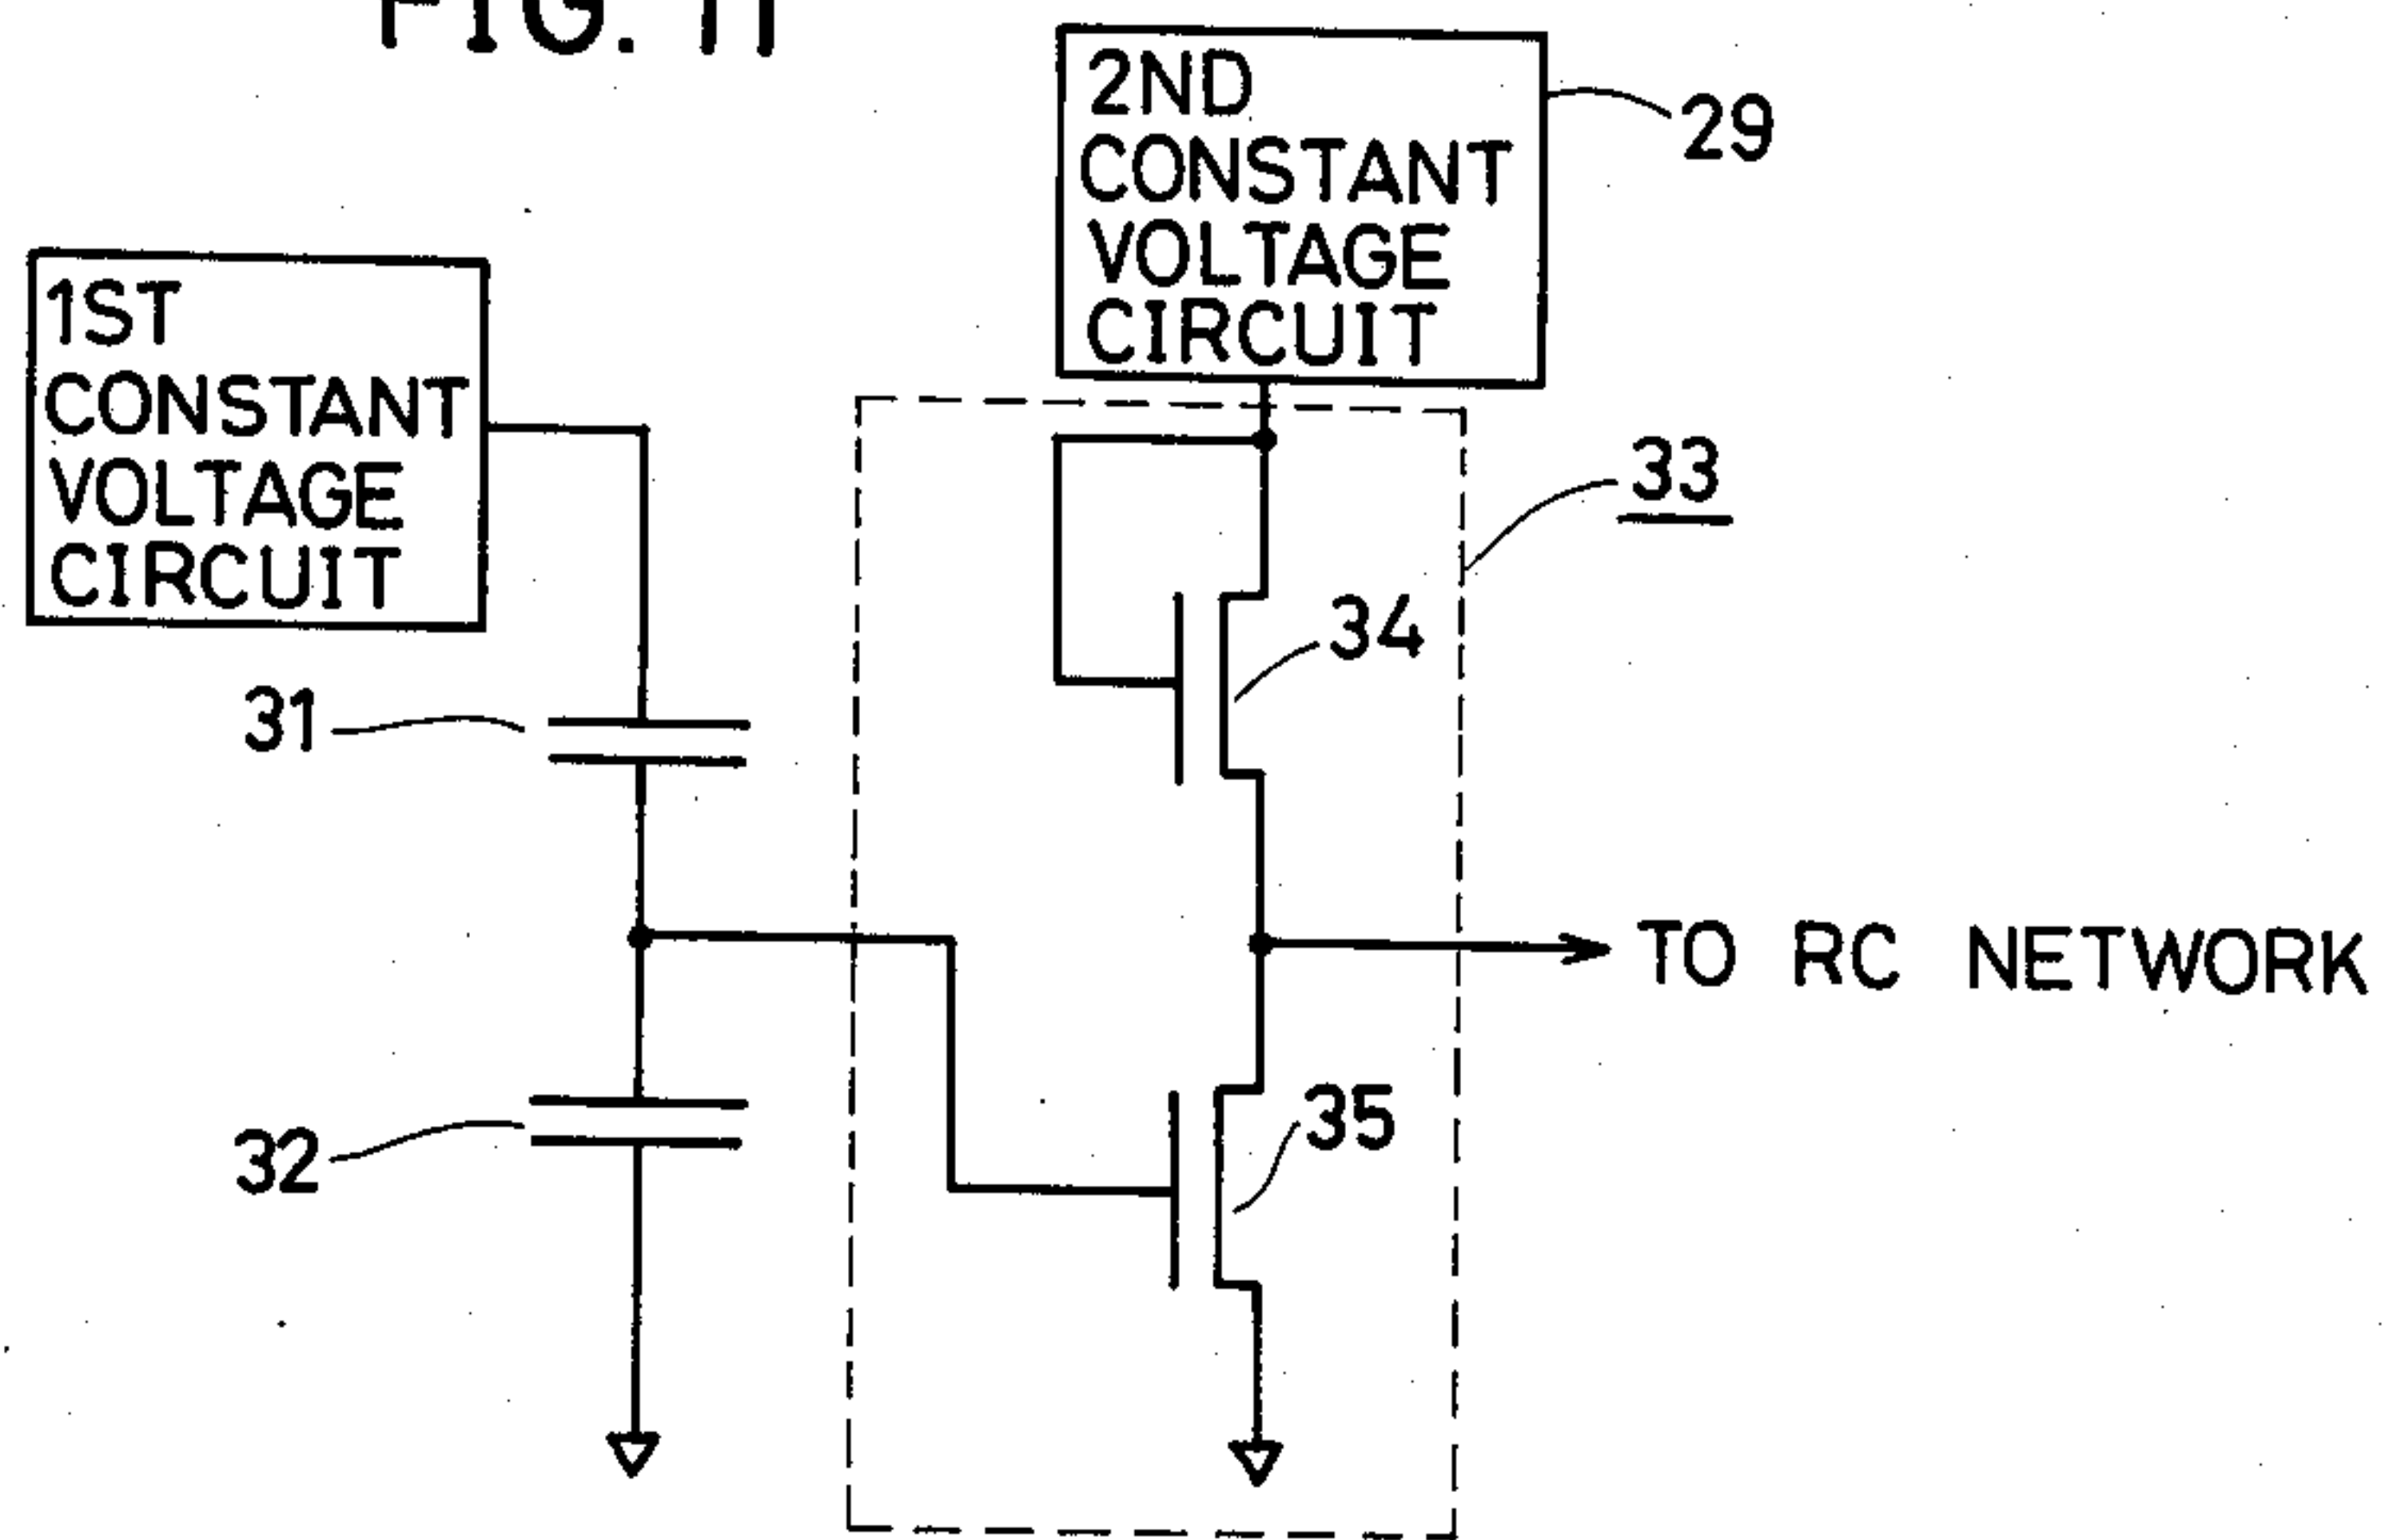 FIG. 11
2ND
CONSTANT
VOLTAGE
CIRCUIT
29
1ST
CONSTANT
VOLTAGE
CIRCUIT
33
34
31
TO RC NETWORK
35
32